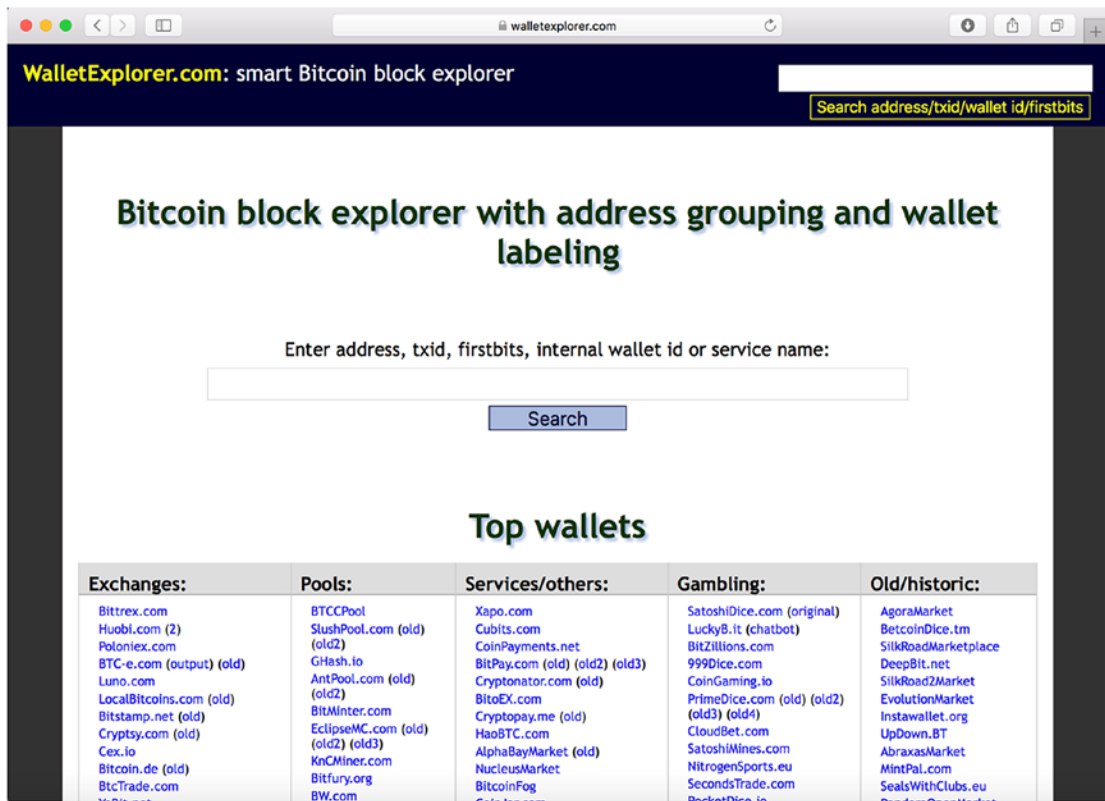 walletexplorer.com
WalletExplorer.com: smart Bitcoin block explorer
Search address/txid/wallet id/firstbits
Bitcoin block explorer with address grouping and wallet
labeling
Enter address, txid, firstbits, internal wallet id or service name:
Search
Top wallets
Exchanges:
Bittrex.com
Huobi.com (2)
Poloniex.com
BTC-e.com (output) (old)
Luno.com
LocalBitcoins.com (old)
Bitstamp.net (old)
Cryptsy.com (old)
Cex.io
Bitcoin.de (old)
BtcTrade.com
Pools:
BTCCPool
SlushPool.com (old)
(old2)
GHash.io
AntPool.com (old)
(old2)
BitMinter.com
EclipseMC.com (old)
(old2) (old3)
KnCMiner.com
Bitfury.org
BW.com
Services/others:
Xapo.com
Cubits.com
CoinPayments.net
BitPay.com (old) (old2) (old3)
Cryptonator.com (old)
BitoEX.com
Cryptopay.me (old)
HaoBTC.com
AlphaBayMarket (old)
NucleusMarket
BitcoinFog
Gambling:
SatoshiDice.com (original)
LuckyB.it (chatbot)
BitZillions.com
999Dice.com
CoinGaming.io
PrimeDice.com (old) (old2)
(old3) (old4)
CloudBet.com
SatoshiMines.com
NitrogenSports.eu
SecondsTrade.com
Old/historic:
AgoraMarket
BetcoinDice.tm
SilkRoadMarketplace
DeepBit.net
SilkRoad2Market
EvolutionMarket
Instawallet.org
UpDown.BT
AbraxasMarket
MintPal.com
SealsWithClubs.eu